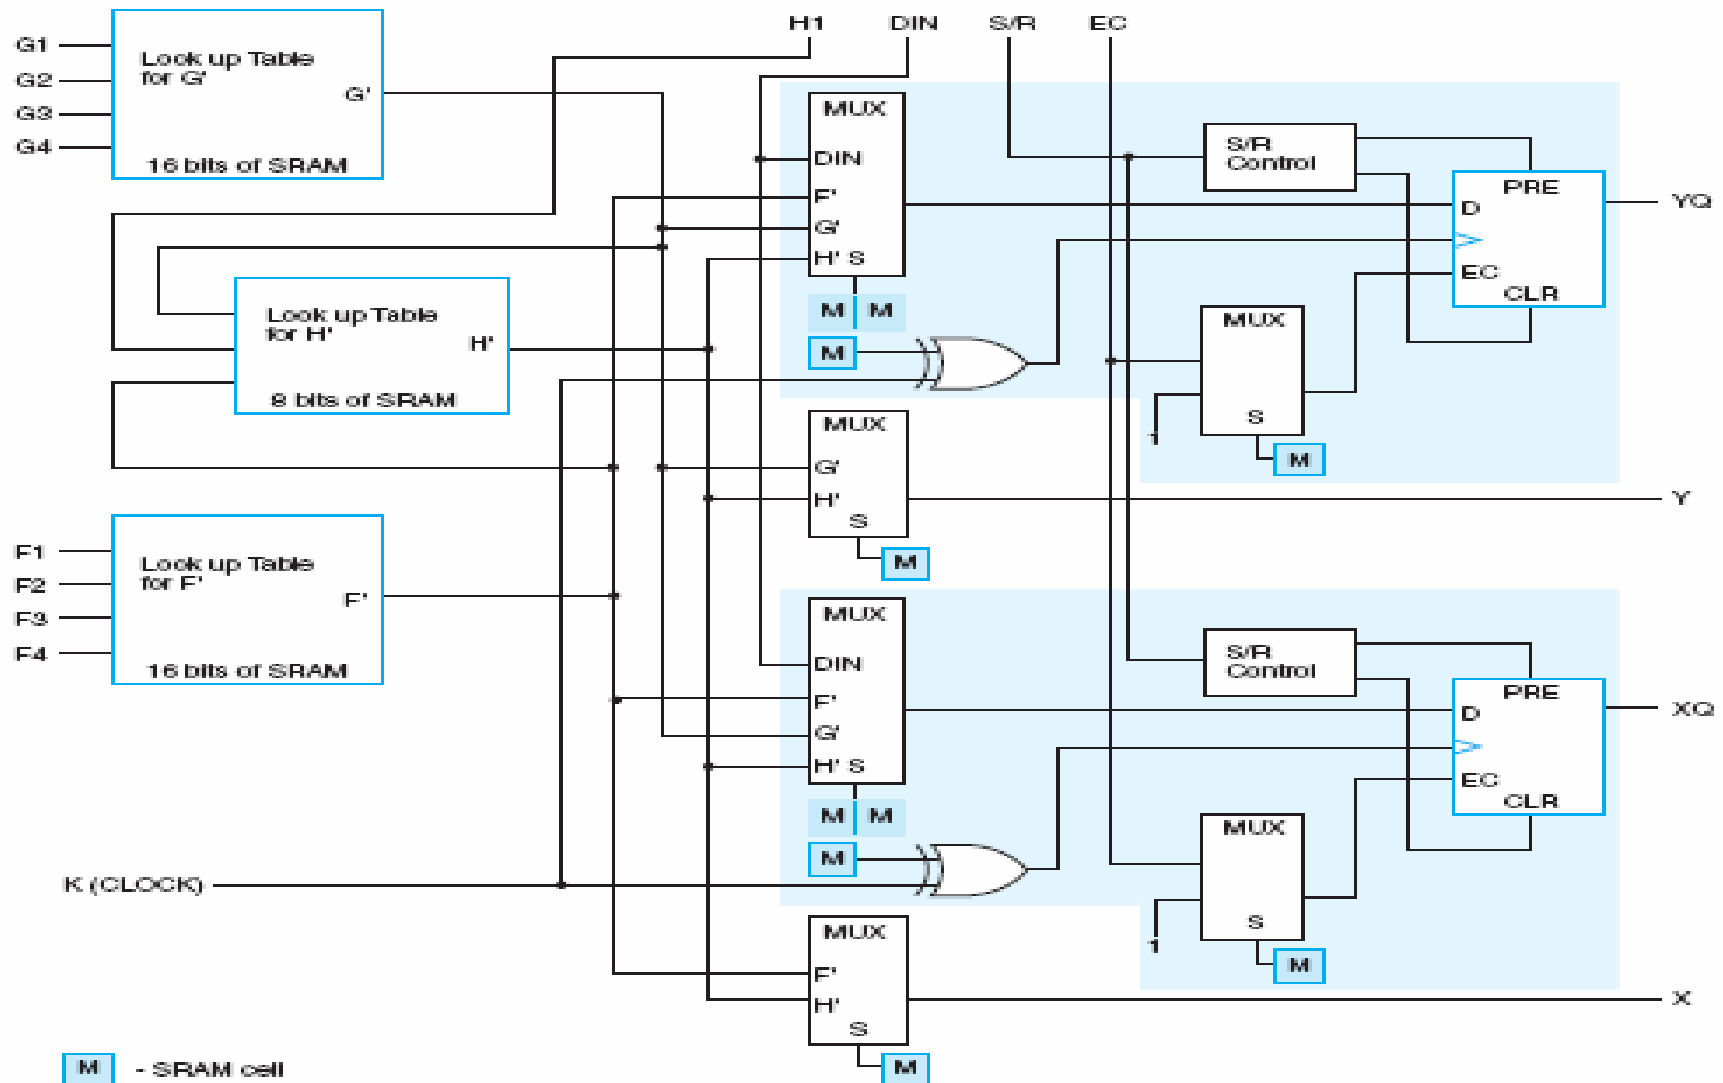 H1 DIN S/R EC
G1
G2
G3
G4
Look up Table
for G'
G'
16 bits of SRAM
MUX
DIN
F'
G'
H' S
M M
M
S/R
Control
PRE
D
EC
CLR
YQ
Look up Table
for H'
H'
8 bits of SRAM
MUX
S
1
M
MUX
G'
H'
S
M
Y
F1
F2
F3
F4
Look up Table
for F'
F'
16 bits of SRAM
MUX
DIN
F'
G'
H' S
M M
M
S/R
Control
PRE
D
EC
CLR
XQ
MUX
S
1
M
K (CLOCK)
MUX
F'
H'
S
M
X
M - SRAM cell